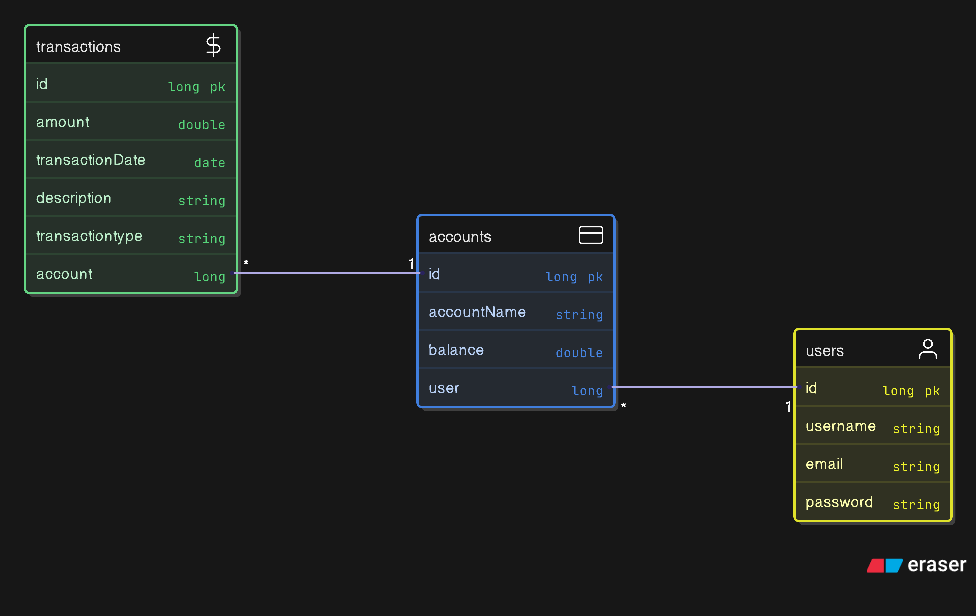 transactions
id long pk
amount double
transactionDate date
description string
transactiontype string
account long
* 1
accounts
id long pk
accountName string
balance double
user long
* 1
users
id long pk
username string
email string
password string
eraser